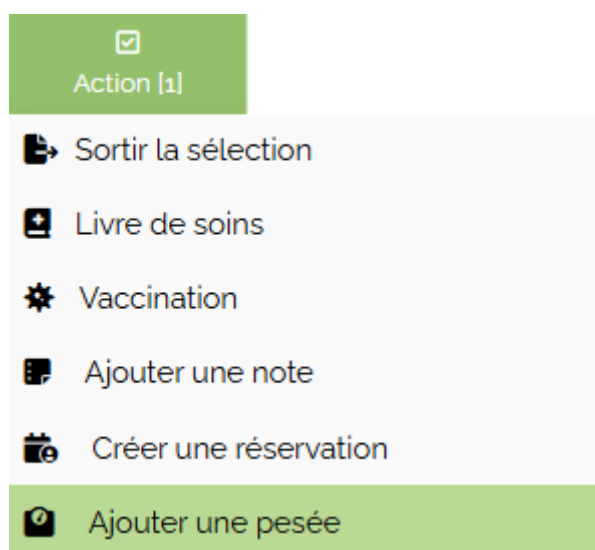 Action [1]
Sortir la sélection
Livre de soins
Vaccination
Ajouter une note
Créer une réservation
Ajouter une pesée